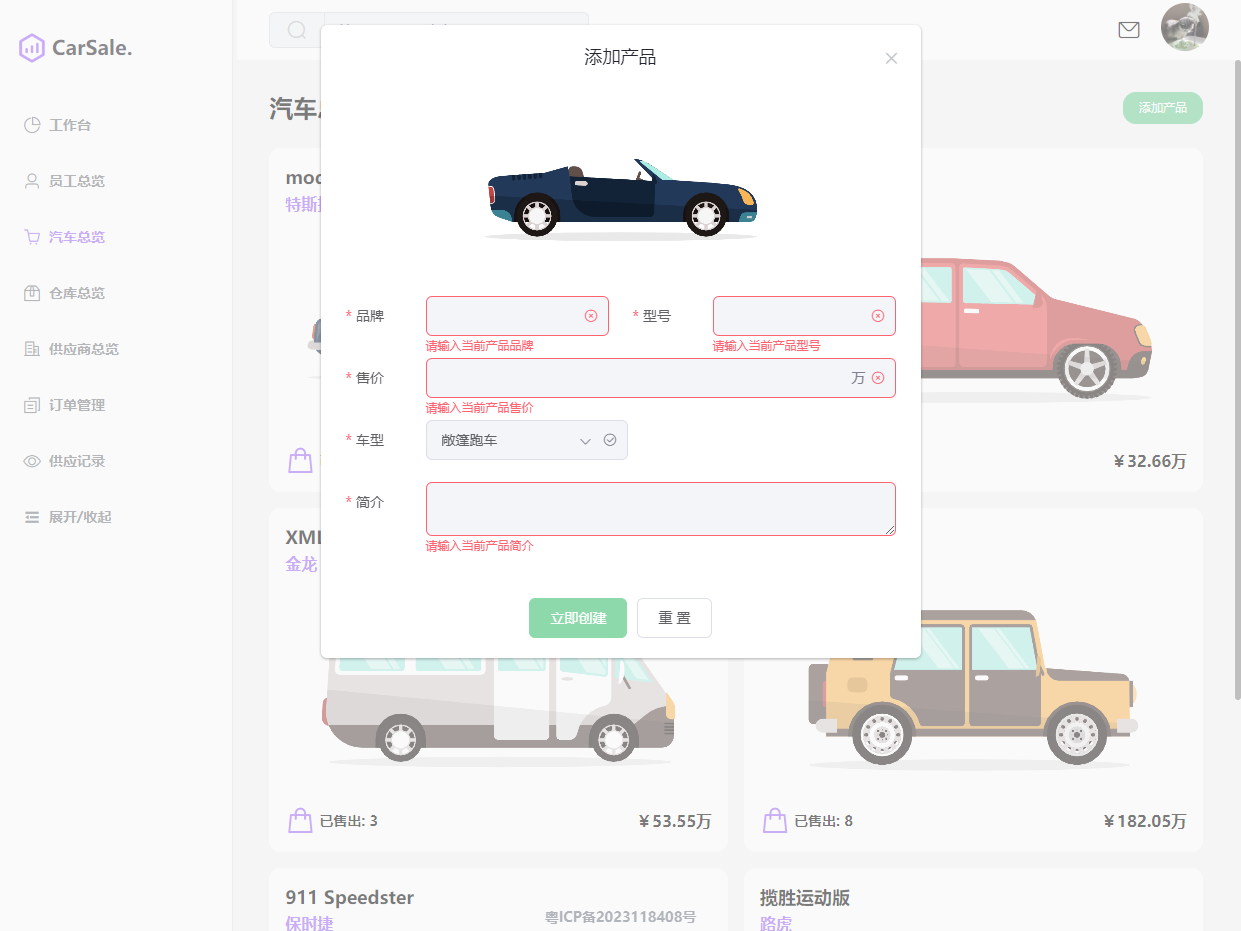 CarSale.
工作台
员工总览
汽车总览
仓库总览
供应商总览
订单管理
供应记录
展开/收起
汽车
添加产品
添加产品
* 品牌
请输入当前产品品牌
* 型号
请输入当前产品型号
* 售价
万
请输入当前产品售价
* 车型
敞篷跑车
* 简介
请输入当前产品简介
立即创建
重 置
￥32.66万
金龙
已售出: 3
￥53.55万
已售出: 8
￥182.05万
911 Speedster
保时捷
揽胜运动版
路虎
粤ICP备2023118408号